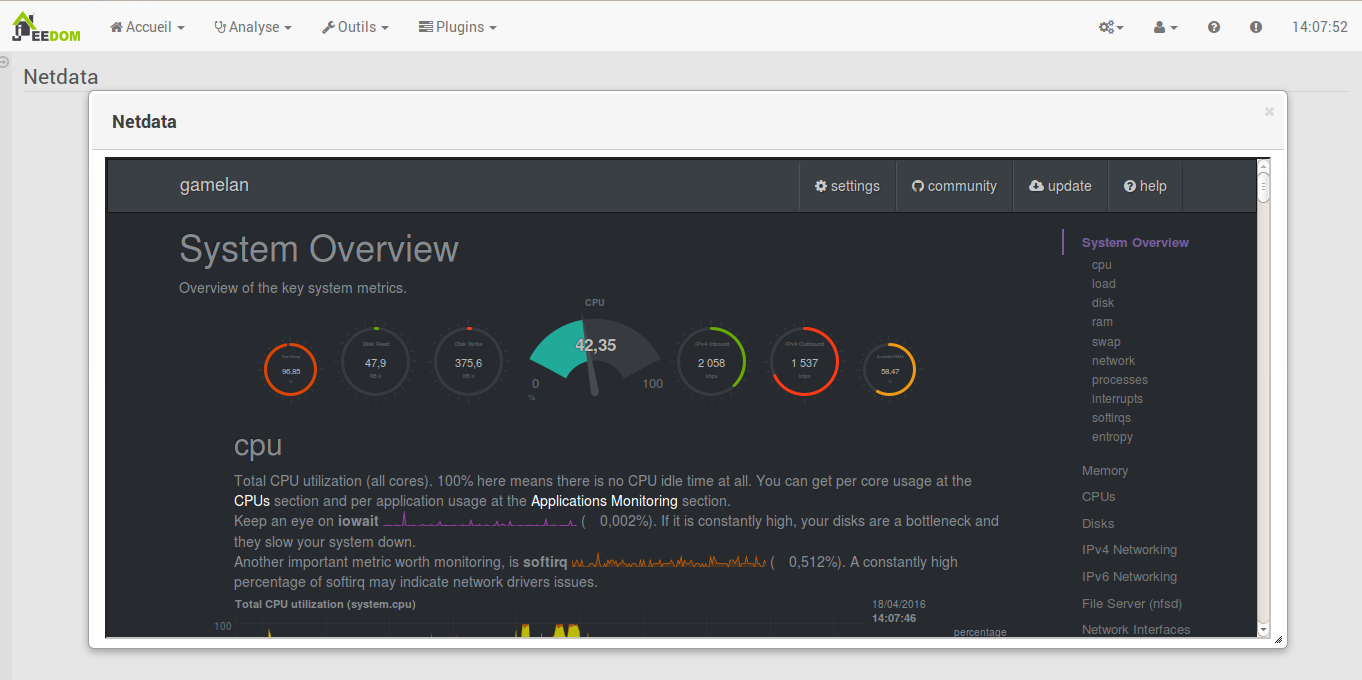 JEEDOM Accueil Analyse Outils Plugins 14:07:52
Netdata
Netdata
gamelan settings community update help
System Overview
Overview of the key system metrics.
CPU
Disk Read
47,9
KB/s
Disk Write
375,6
KB/s
42,35
0
100
%
IPv4 Inbound
2 058
kbps
IPv4 Outbound
1 537
kbps
96,85
%
58,47
%
cpu
Total CPU utilization (all cores). 100% here means there is no CPU idle time at all. You can get per core usage at the
CPUs section and per application usage at the Applications Monitoring section.
Keep an eye on iowait ( 0,002%). If it is constantly high, your disks are a bottleneck and
they slow your system down.
Another important metric worth monitoring, is softirq ( 0,512%). A constantly high
percentage of softirq may indicate network drivers issues.
Total CPU utilization (system.cpu)
18/04/2016
14:07:46
100
percentage
System Overview
cpu
load
disk
ram
swap
network
processes
interrupts
softirqs
entropy
Memory
CPUs
Disks
IPv4 Networking
IPv6 Networking
File Server (nfsd)
Network Interfaces